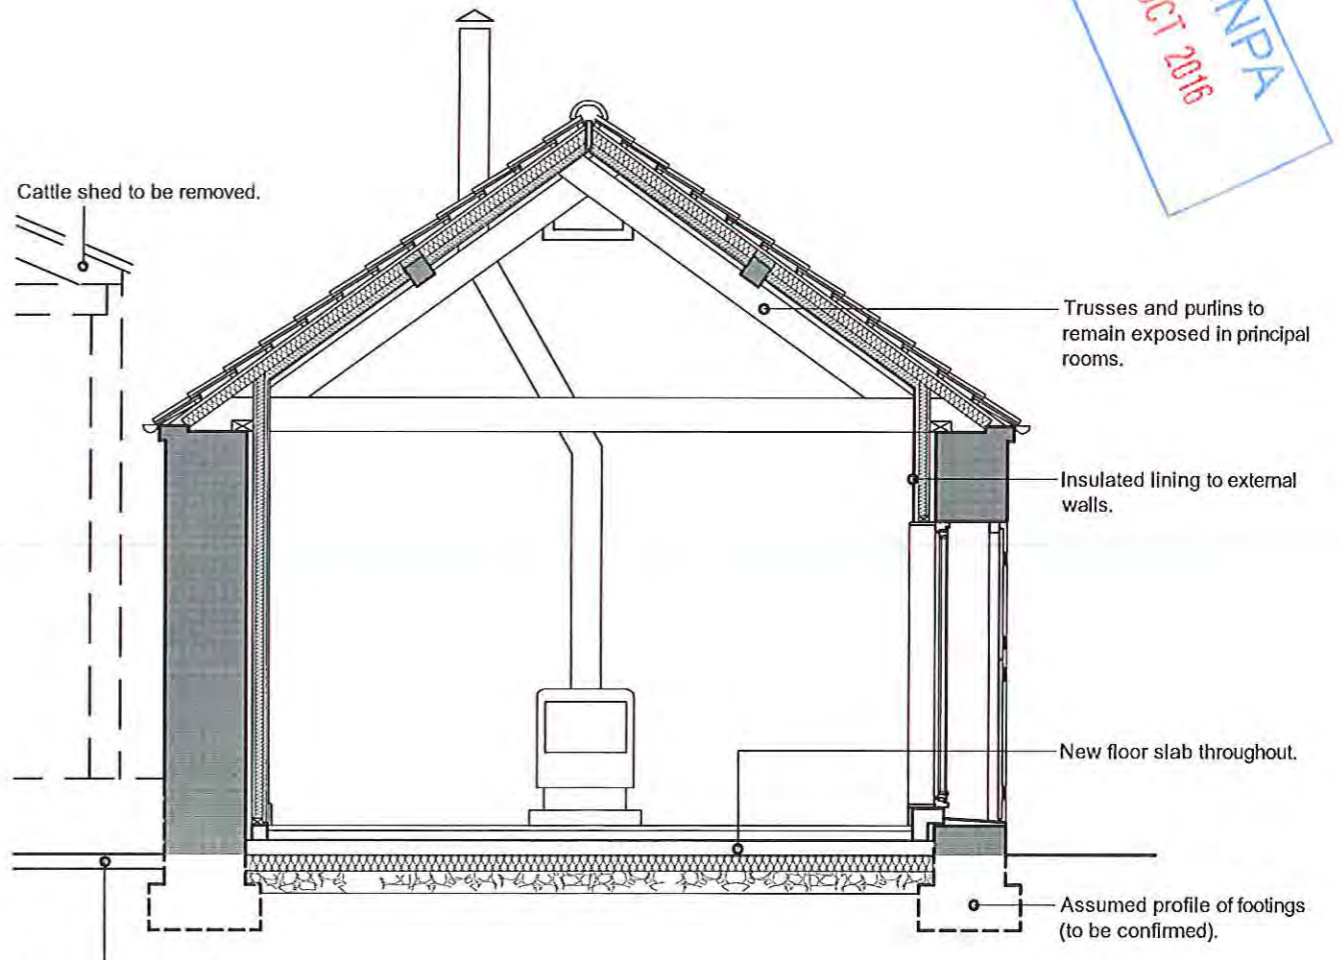 NPA
OCT 2016
Cattle shed to be removed.
Trusses and purlins to
remain exposed in principal
rooms.
Insulated lining to external
walls.
New floor slab throughout.
Assumed profile of footings
(to be confirmed).